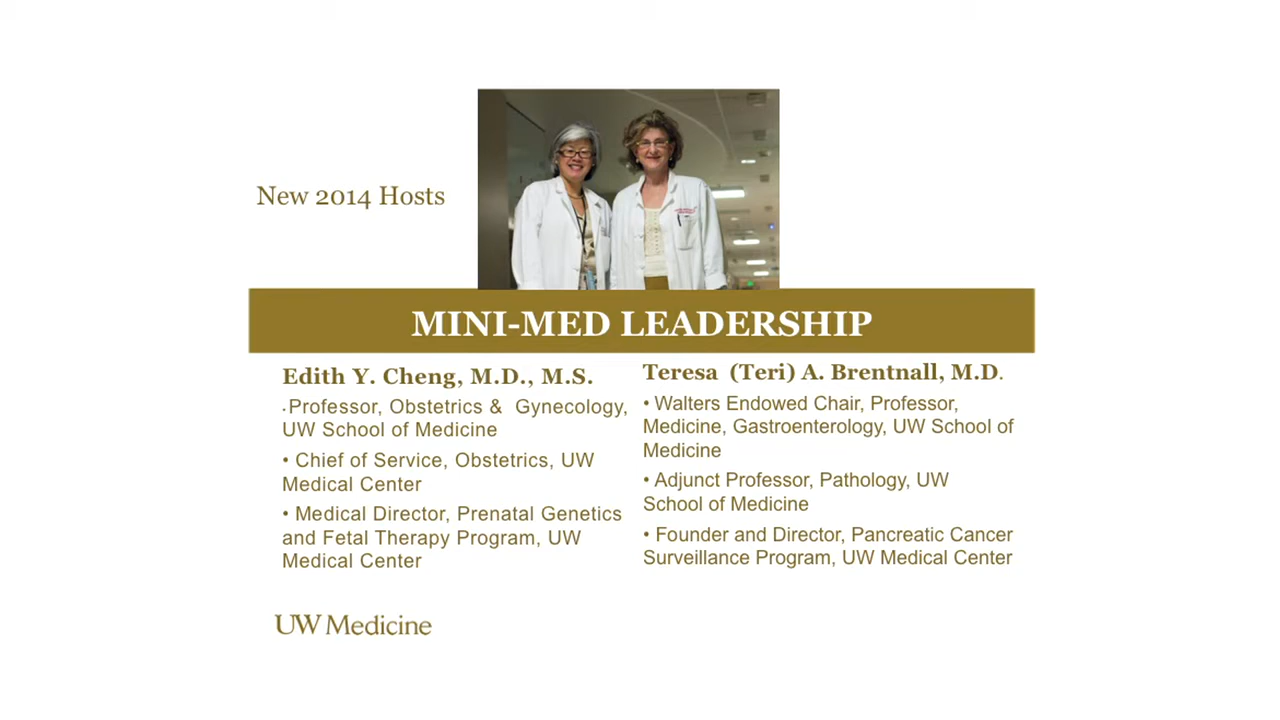 New 2014 Hosts
MINI-MED LEADERSHIP
Edith Y. Cheng, M.D., M.S.
·Professor, Obstetrics & Gynecology,
UW School of Medicine
• Chief of Service, Obstetrics, UW
Medical Center
• Medical Director, Prenatal Genetics
and Fetal Therapy Program, UW
Medical Center
Teresa (Teri) A. Brentnall, M.D.
• Walters Endowed Chair, Professor,
Medicine, Gastroenterology, UW School of
Medicine
• Adjunct Professor, Pathology, UW
School of Medicine
• Founder and Director, Pancreatic Cancer
Surveillance Program, UW Medical Center
UW Medicine